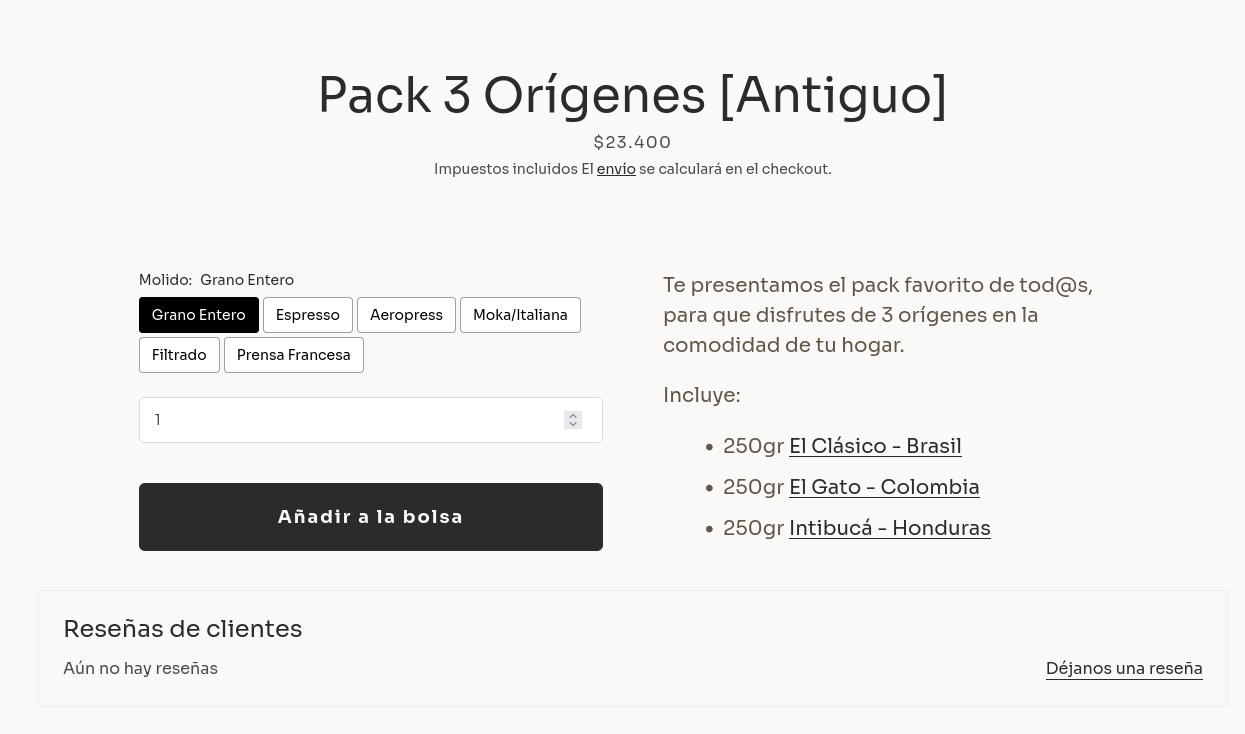 Pack 3 Orígenes [Antiguo]
$23.400
Impuestos incluidos El envío se calculará en el checkout.
Molido: Grano Entero
Grano Entero Espresso Aeropress Moka/Italiana
Filtrado Prensa Francesa
1
Añadir a la bolsa
Te presentamos el pack favorito de tod@s,
para que disfrutes de 3 orígenes en la
comodidad de tu hogar.
Incluye:
• 250gr El Clásico - Brasil
• 250gr El Gato - Colombia
• 250gr Intibucá - Honduras
Reseñas de clientes
Aún no hay reseñas
Déjanos una reseña